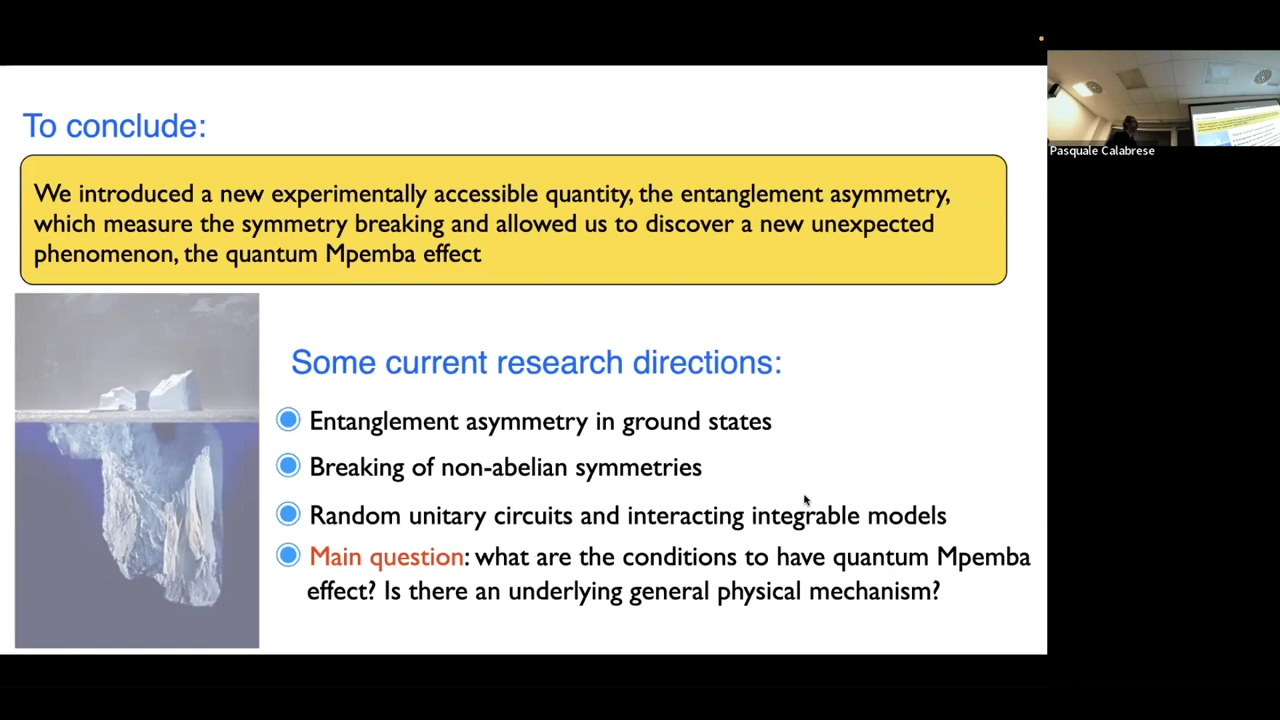 To conclude:
We introduced a new experimentally accessible quantity, the entanglement asymmetry,
which measure the symmetry breaking and allowed us to discover a new unexpected
phenomenon, the quantum Mpemba effect
Some current research directions:
Entanglement asymmetry in ground states
Breaking of non-abelian symmetries
Random unitary circuits and interacting integrable models
Main question: what are the conditions to have quantum Mpemba
effect? Is there an underlying general physical mechanism?
Pasquale Calabrese